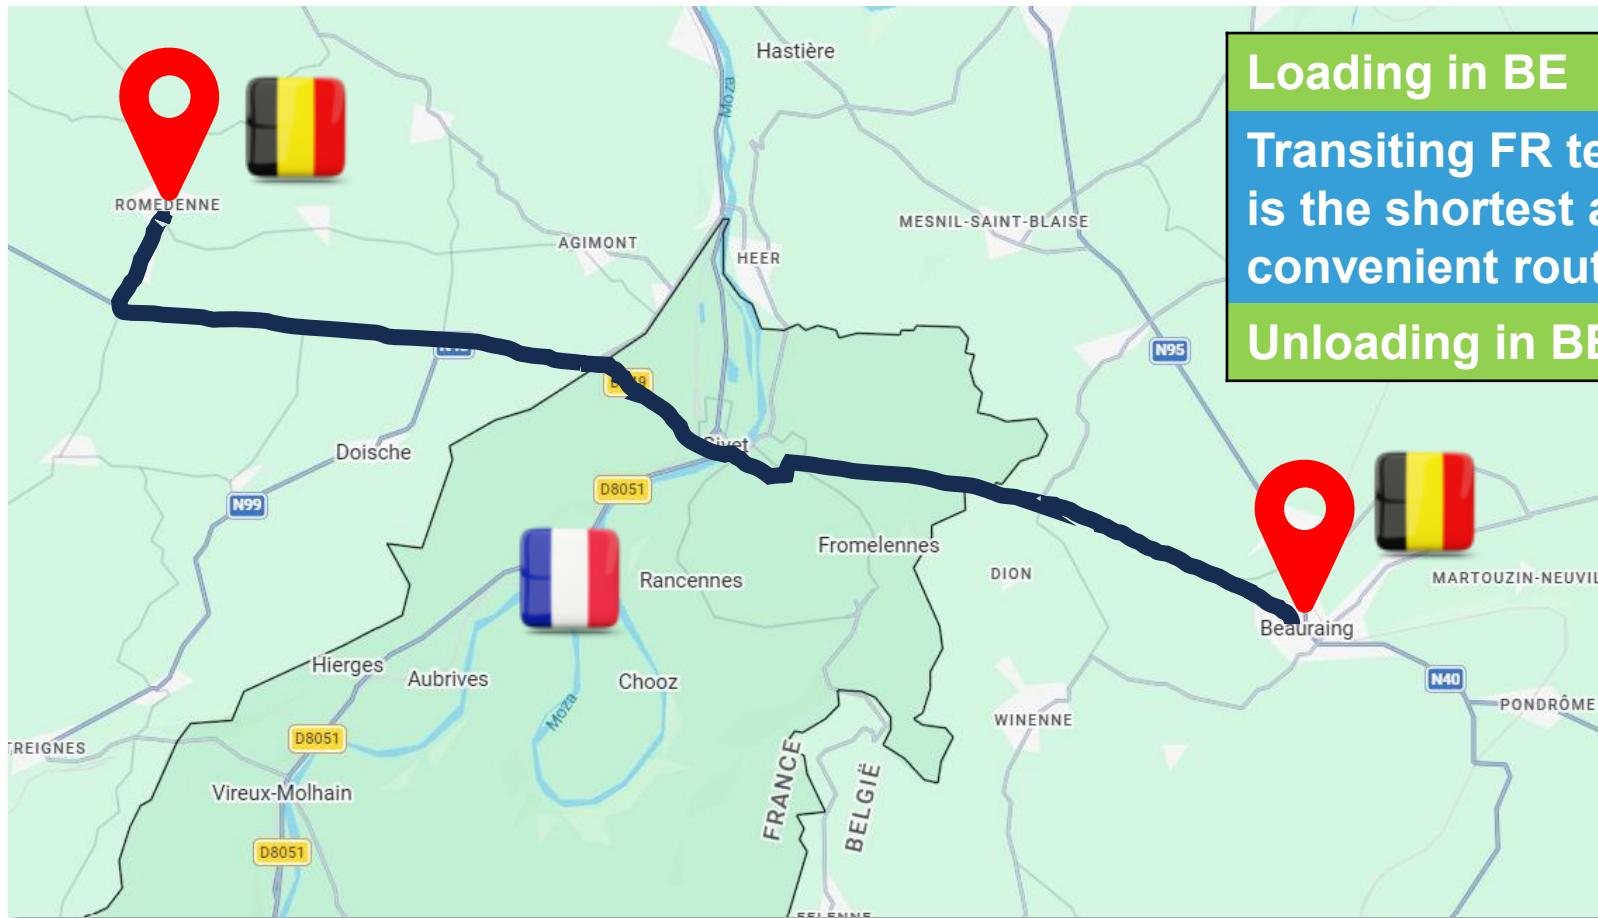 Hastière
Loading in BE
Transiting FR te
is the shortest a
convenient rout
Unloading in BE
Moza
ROMEDENNE
AGIMONT
HEER
MESNIL-SAINT-BLAISE
N95
Doische
Givet
N99
D8051
Fromelennes
Rancennes
DION
MARTOUZIN-NEUVIL
Beauraing
Hierges
Aubrives
Chooz
Moza
N40
PONDRÔME
WINENNE
TREIGNES
D8051
Vireux-Molhain
FRANCE
BELGIË
D8051